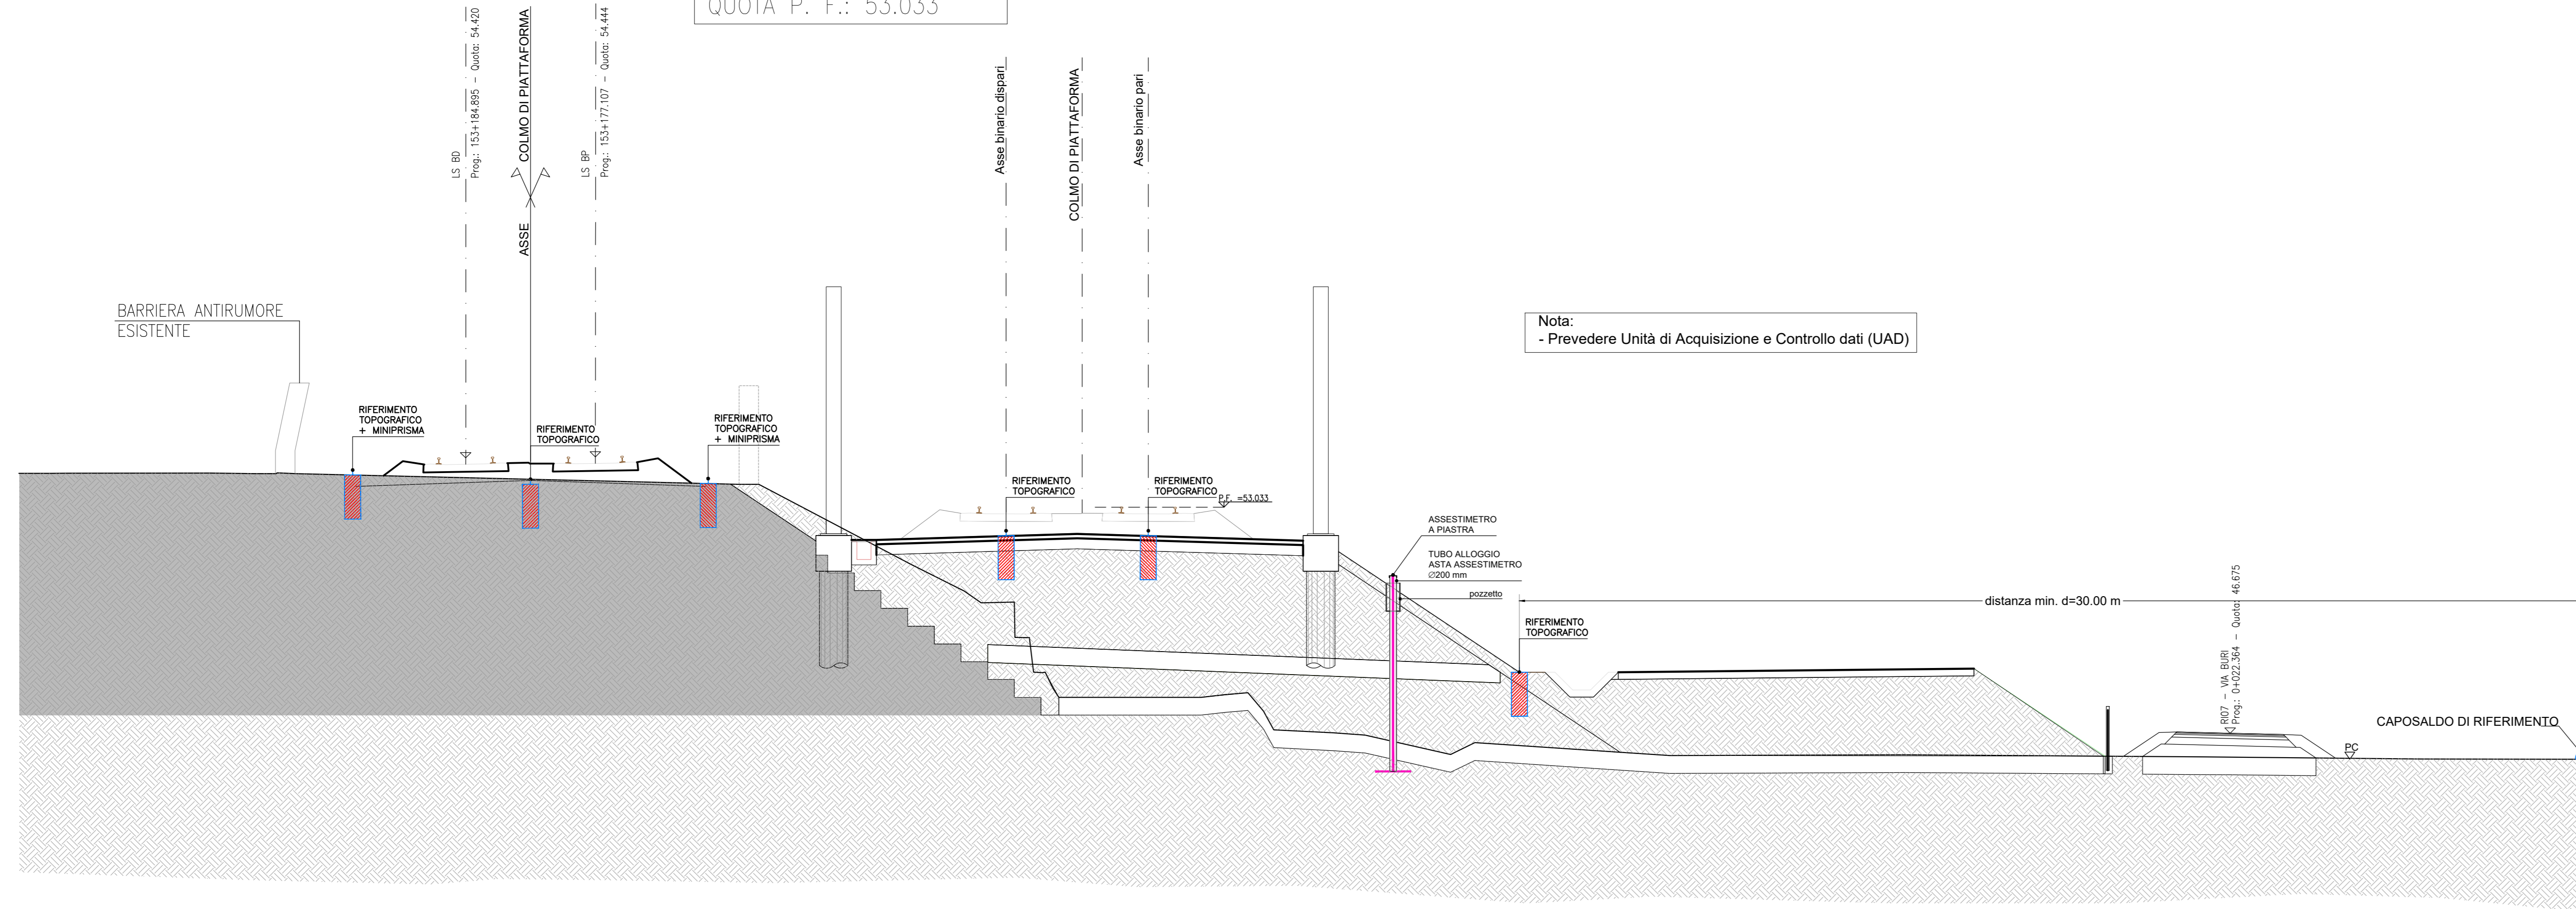 QUOTA P. F.: 53.033
LS BD
Prog.: 153+184.895 - Quota: 54.420
ASSE
COLMO DI PIATTAFORMA
LS BP
Prog.: 153+177.107 - Quota: 54.444
Asse binario dispari
COLMO DI PIATTAFORMA
Asse binario pari
BARRIERA ANTIRUMORE
ESISTENTE
Nota:
- Prevedere Unità di Acquisizione e Controllo dati (UAD)
RIFERIMENTO
TOPOGRAFICO
+ MINIPRISMA
RIFERIMENTO
TOPOGRAFICO
RIFERIMENTO
TOPOGRAFICO
+ MINIPRISMA
RIFERIMENTO
TOPOGRAFICO
RIFERIMENTO
TOPOGRAFICO
P.F. =53.033
ASSESTIMETRO
A PIASTRA
TUBO ALLOGGIO
ASTA ASSESTIMETRO
Ø200 mm
pozzetto
distanza min. d=30.00 m
RIFERIMENTO
TOPOGRAFICO
RI07 - VIA BURI
Prog.: 0+022.364 - Quota: 46.675
CAPOSALDO DI RIFERIMENTO
PC